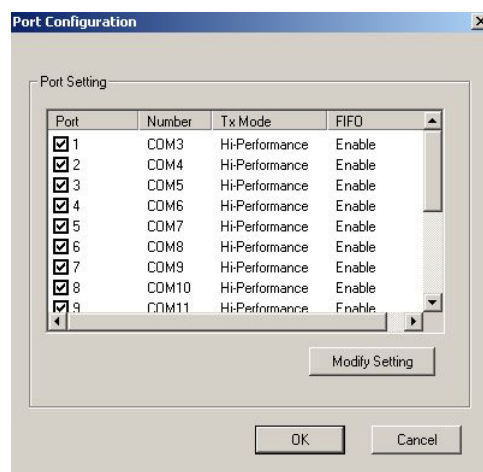 Port Configuration
Port Setting
Port Number Tx Mode FIFO
1 COM3 Hi-Performance Enable
2 COM4 Hi-Performance Enable
3 COM5 Hi-Performance Enable
4 COM6 Hi-Performance Enable
5 COM7 Hi-Performance Enable
6 COM8 Hi-Performance Enable
7 COM9 Hi-Performance Enable
8 COM10 Hi-Performance Enable
9 COM11 Hi-Performance Enable
Modify Setting
OK Cancel